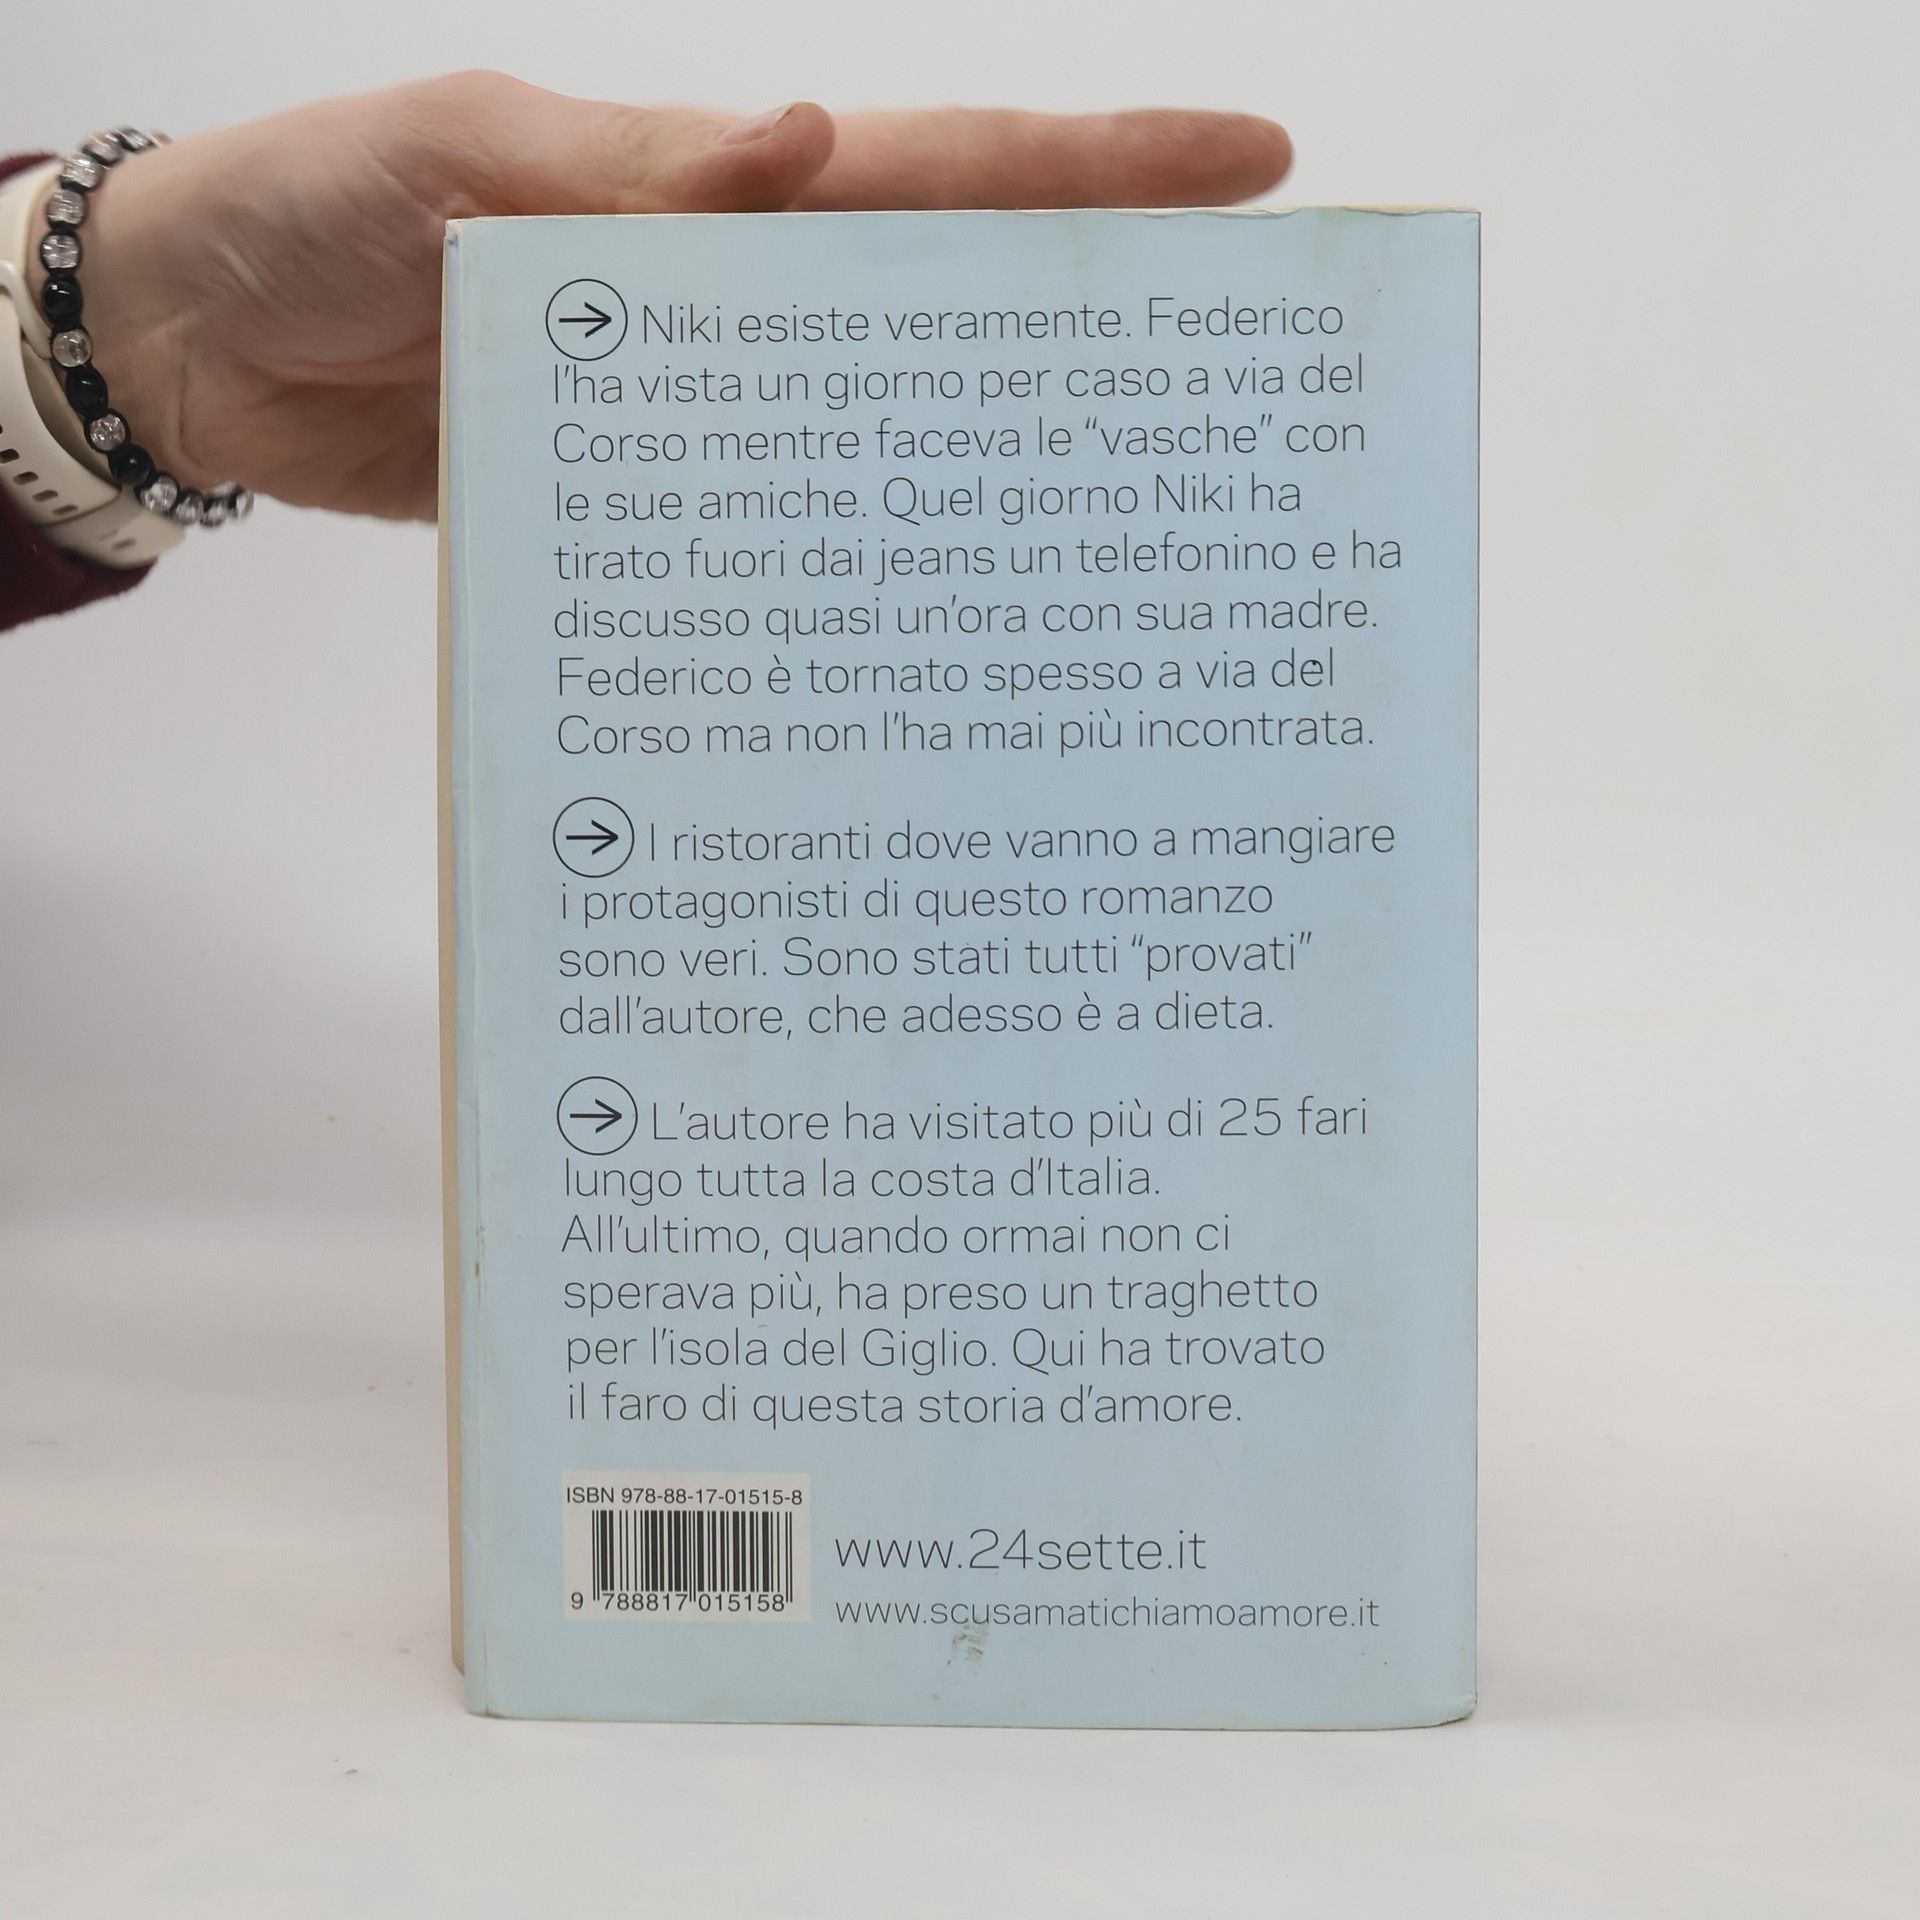 → Niki esiste veramente. Federico
l'ha vista un giorno per caso a via del
Corso mentre faceva le “vasche” con
le sue amiche. Quel giorno Niki ha
tirato fuori dai jeans un telefonino e ha
discusso quasi un'ora con sua madre.
Federico è tornato spesso a via del
Corso ma non l'ha mai più incontrata.
→ I ristoranti dove vanno a mangiare
i protagonisti di questo romanzo
sono veri. Sono stati tutti “provati”
dall'autore, che adesso è a dieta.
→ L'autore ha visitato più di 25 fari
lungo tutta la costa d'Italia.
All'ultimo, quando ormai non ci
sperava più, ha preso un traghetto
per l'isola del Giglio. Qui ha trovato
il faro di questa storia d'amore.
ISBN 978-88-17-01515-8
9 788817 015158
www.24sette.it
www.scusamatichiamoamore.it